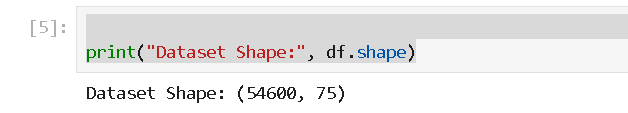 [5]:
print("Dataset Shape:", df.shape)
Dataset Shape: (54600, 75)